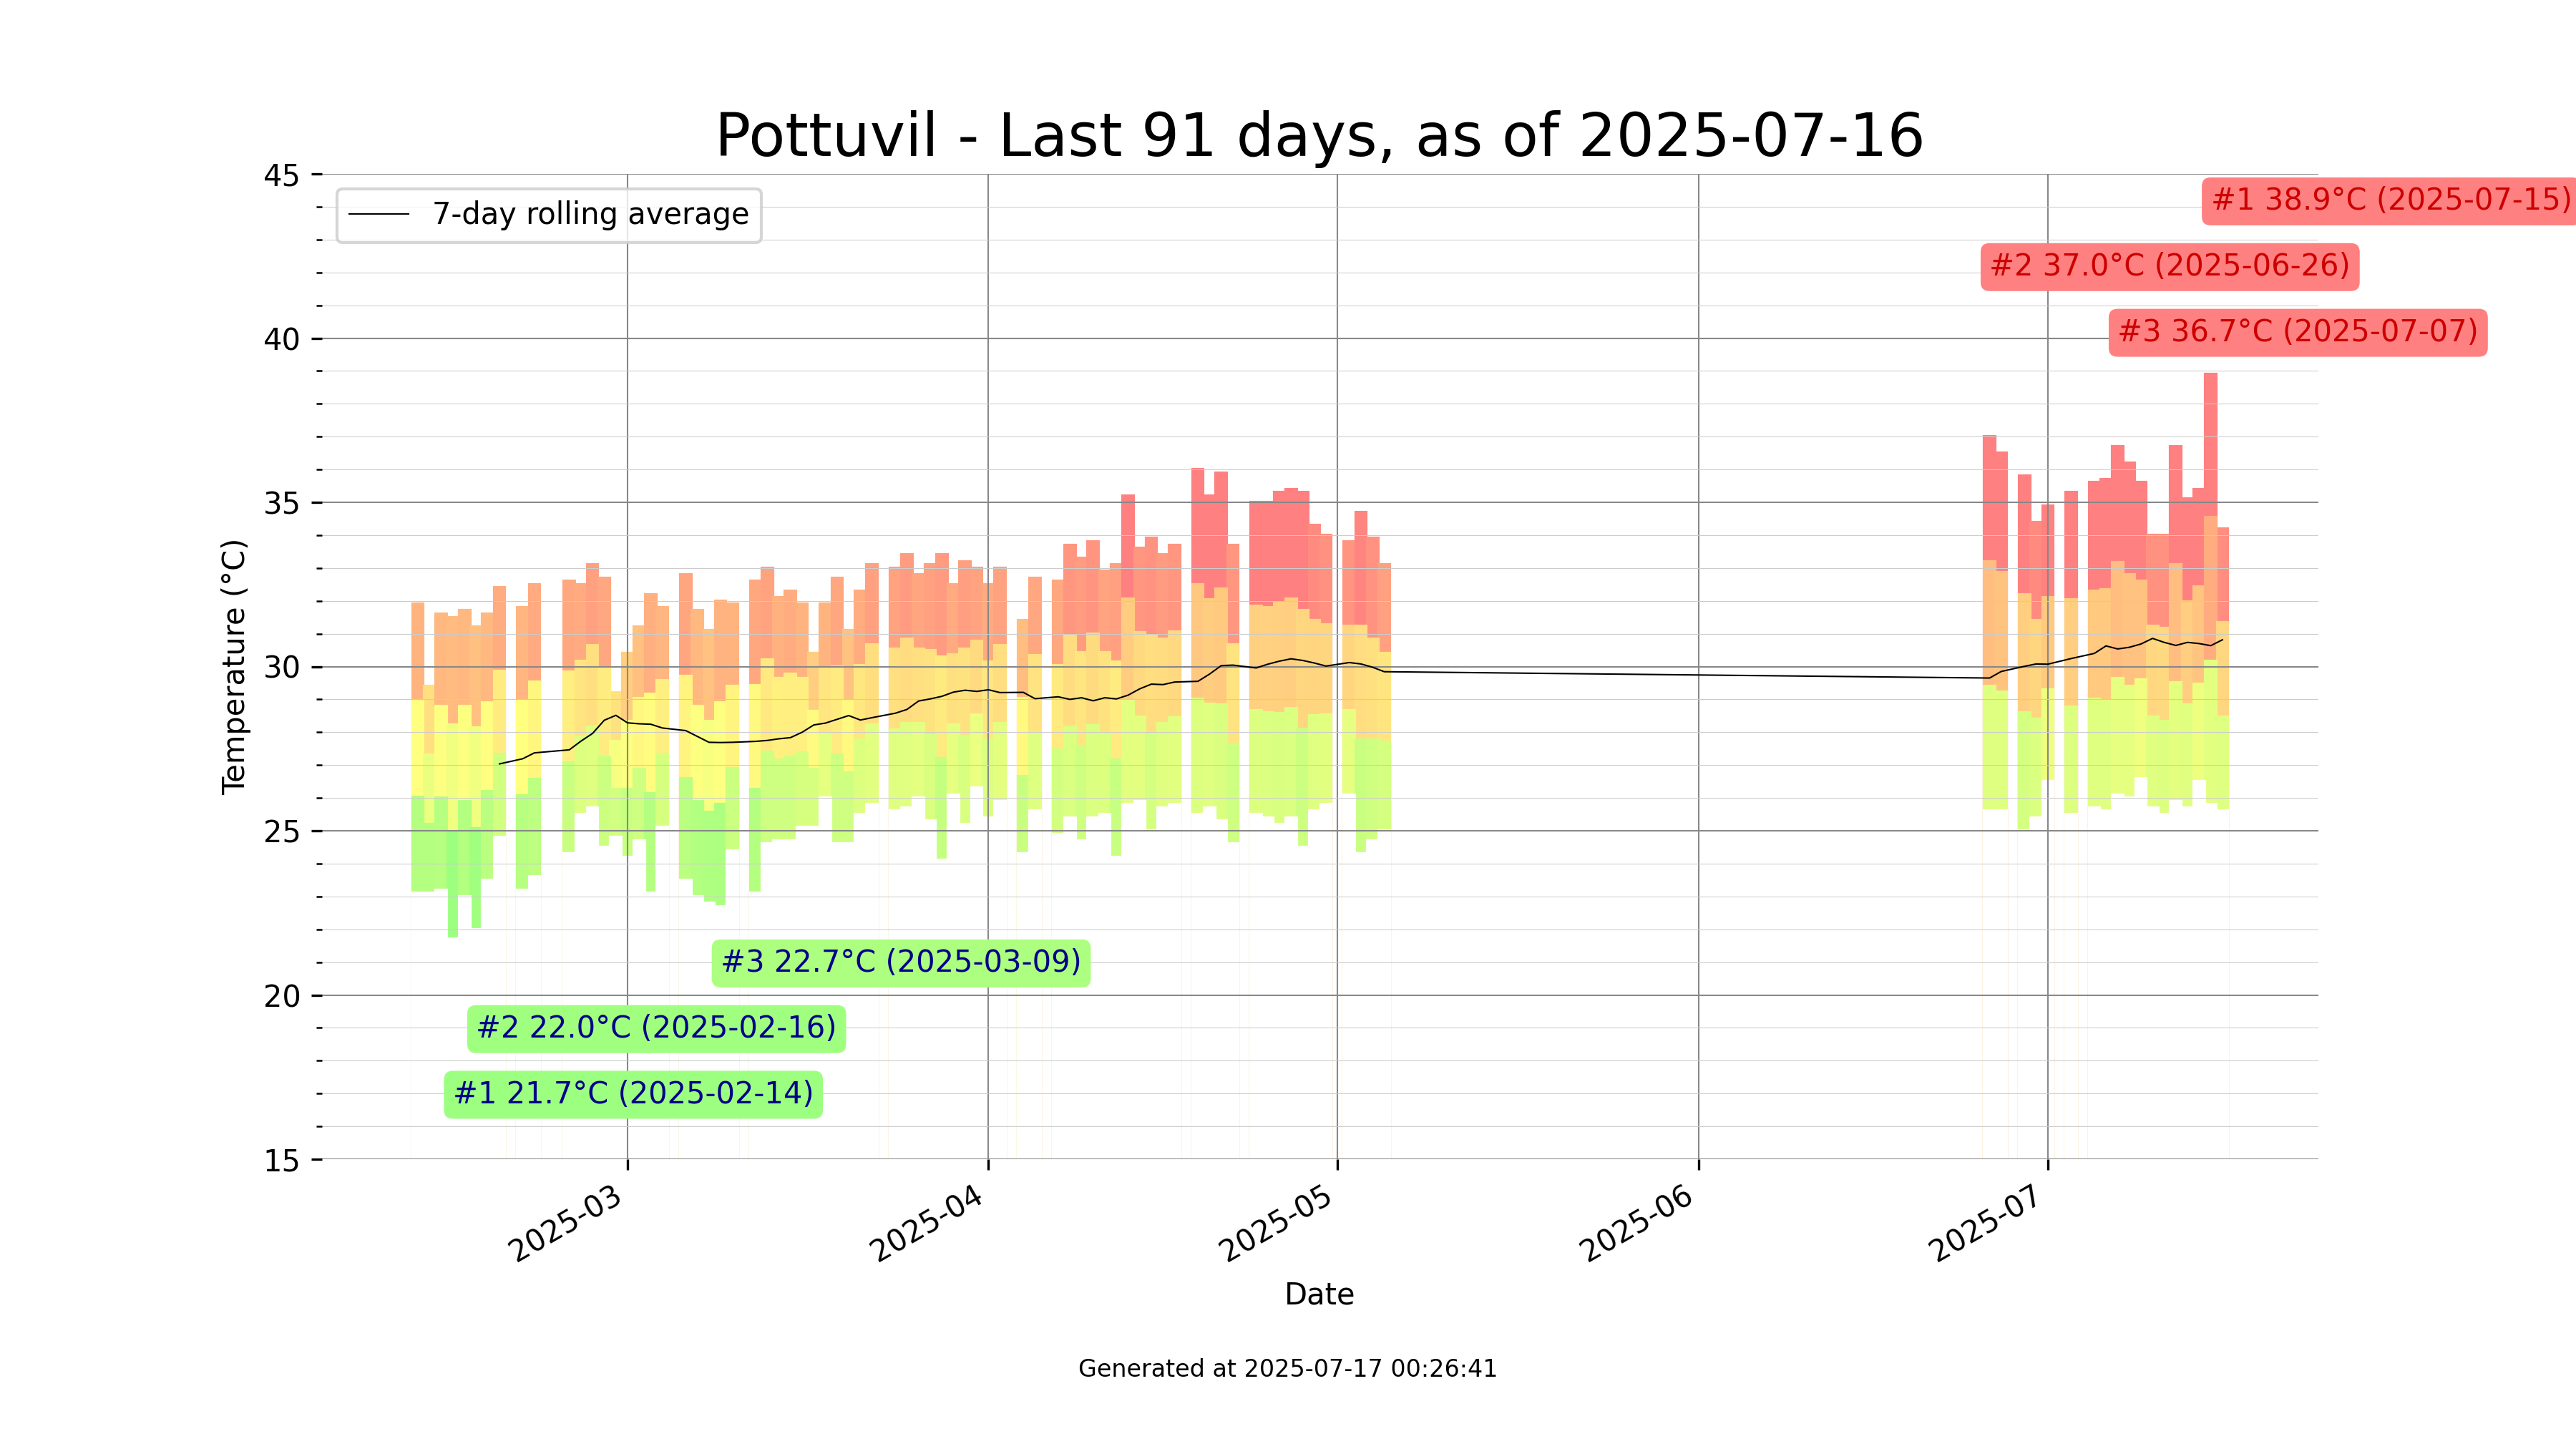 Pottuvil - Last 91 days, as of 2025-07-16
45
7-day rolling average
#1 38.9°C (2025-07-15)
#2 37.0°C (2025-06-26)
#3 36.7°C (2025-07-07)
40
35
30
25
20
15
Temperature (°C)
#3 22.7°C (2025-03-09)
#2 22.0°C (2025-02-16)
#1 21.7°C (2025-02-14)
2025-03
2025-04
2025-05
2025-06
2025-07
Date
Generated at 2025-07-17 00:26:41